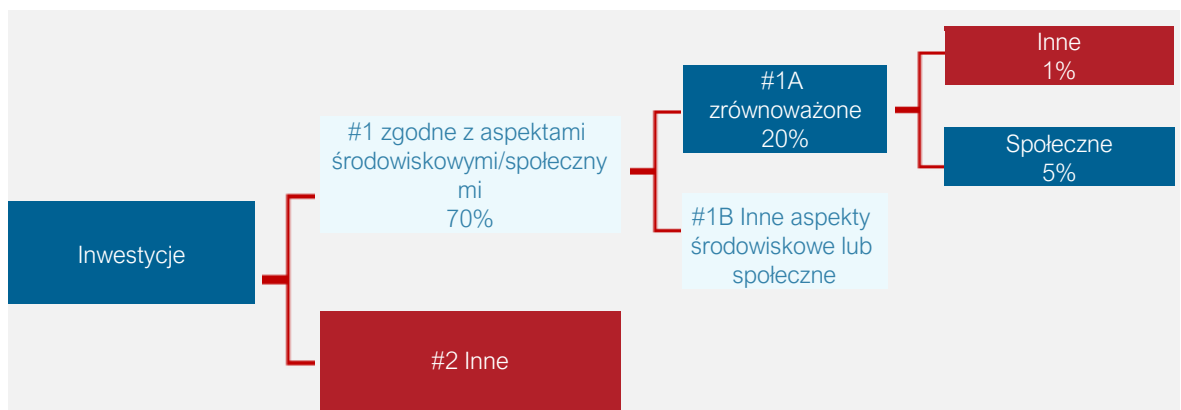 Inwestycje
#1 zgodne z aspektami
środowiskowymi/społeczny
mi
70%
#2 Inne
#1A
zrównoważone
20%
#1B Inne aspekty
środowiskowe lub
społeczne
Inne
1%
Społeczne
5%